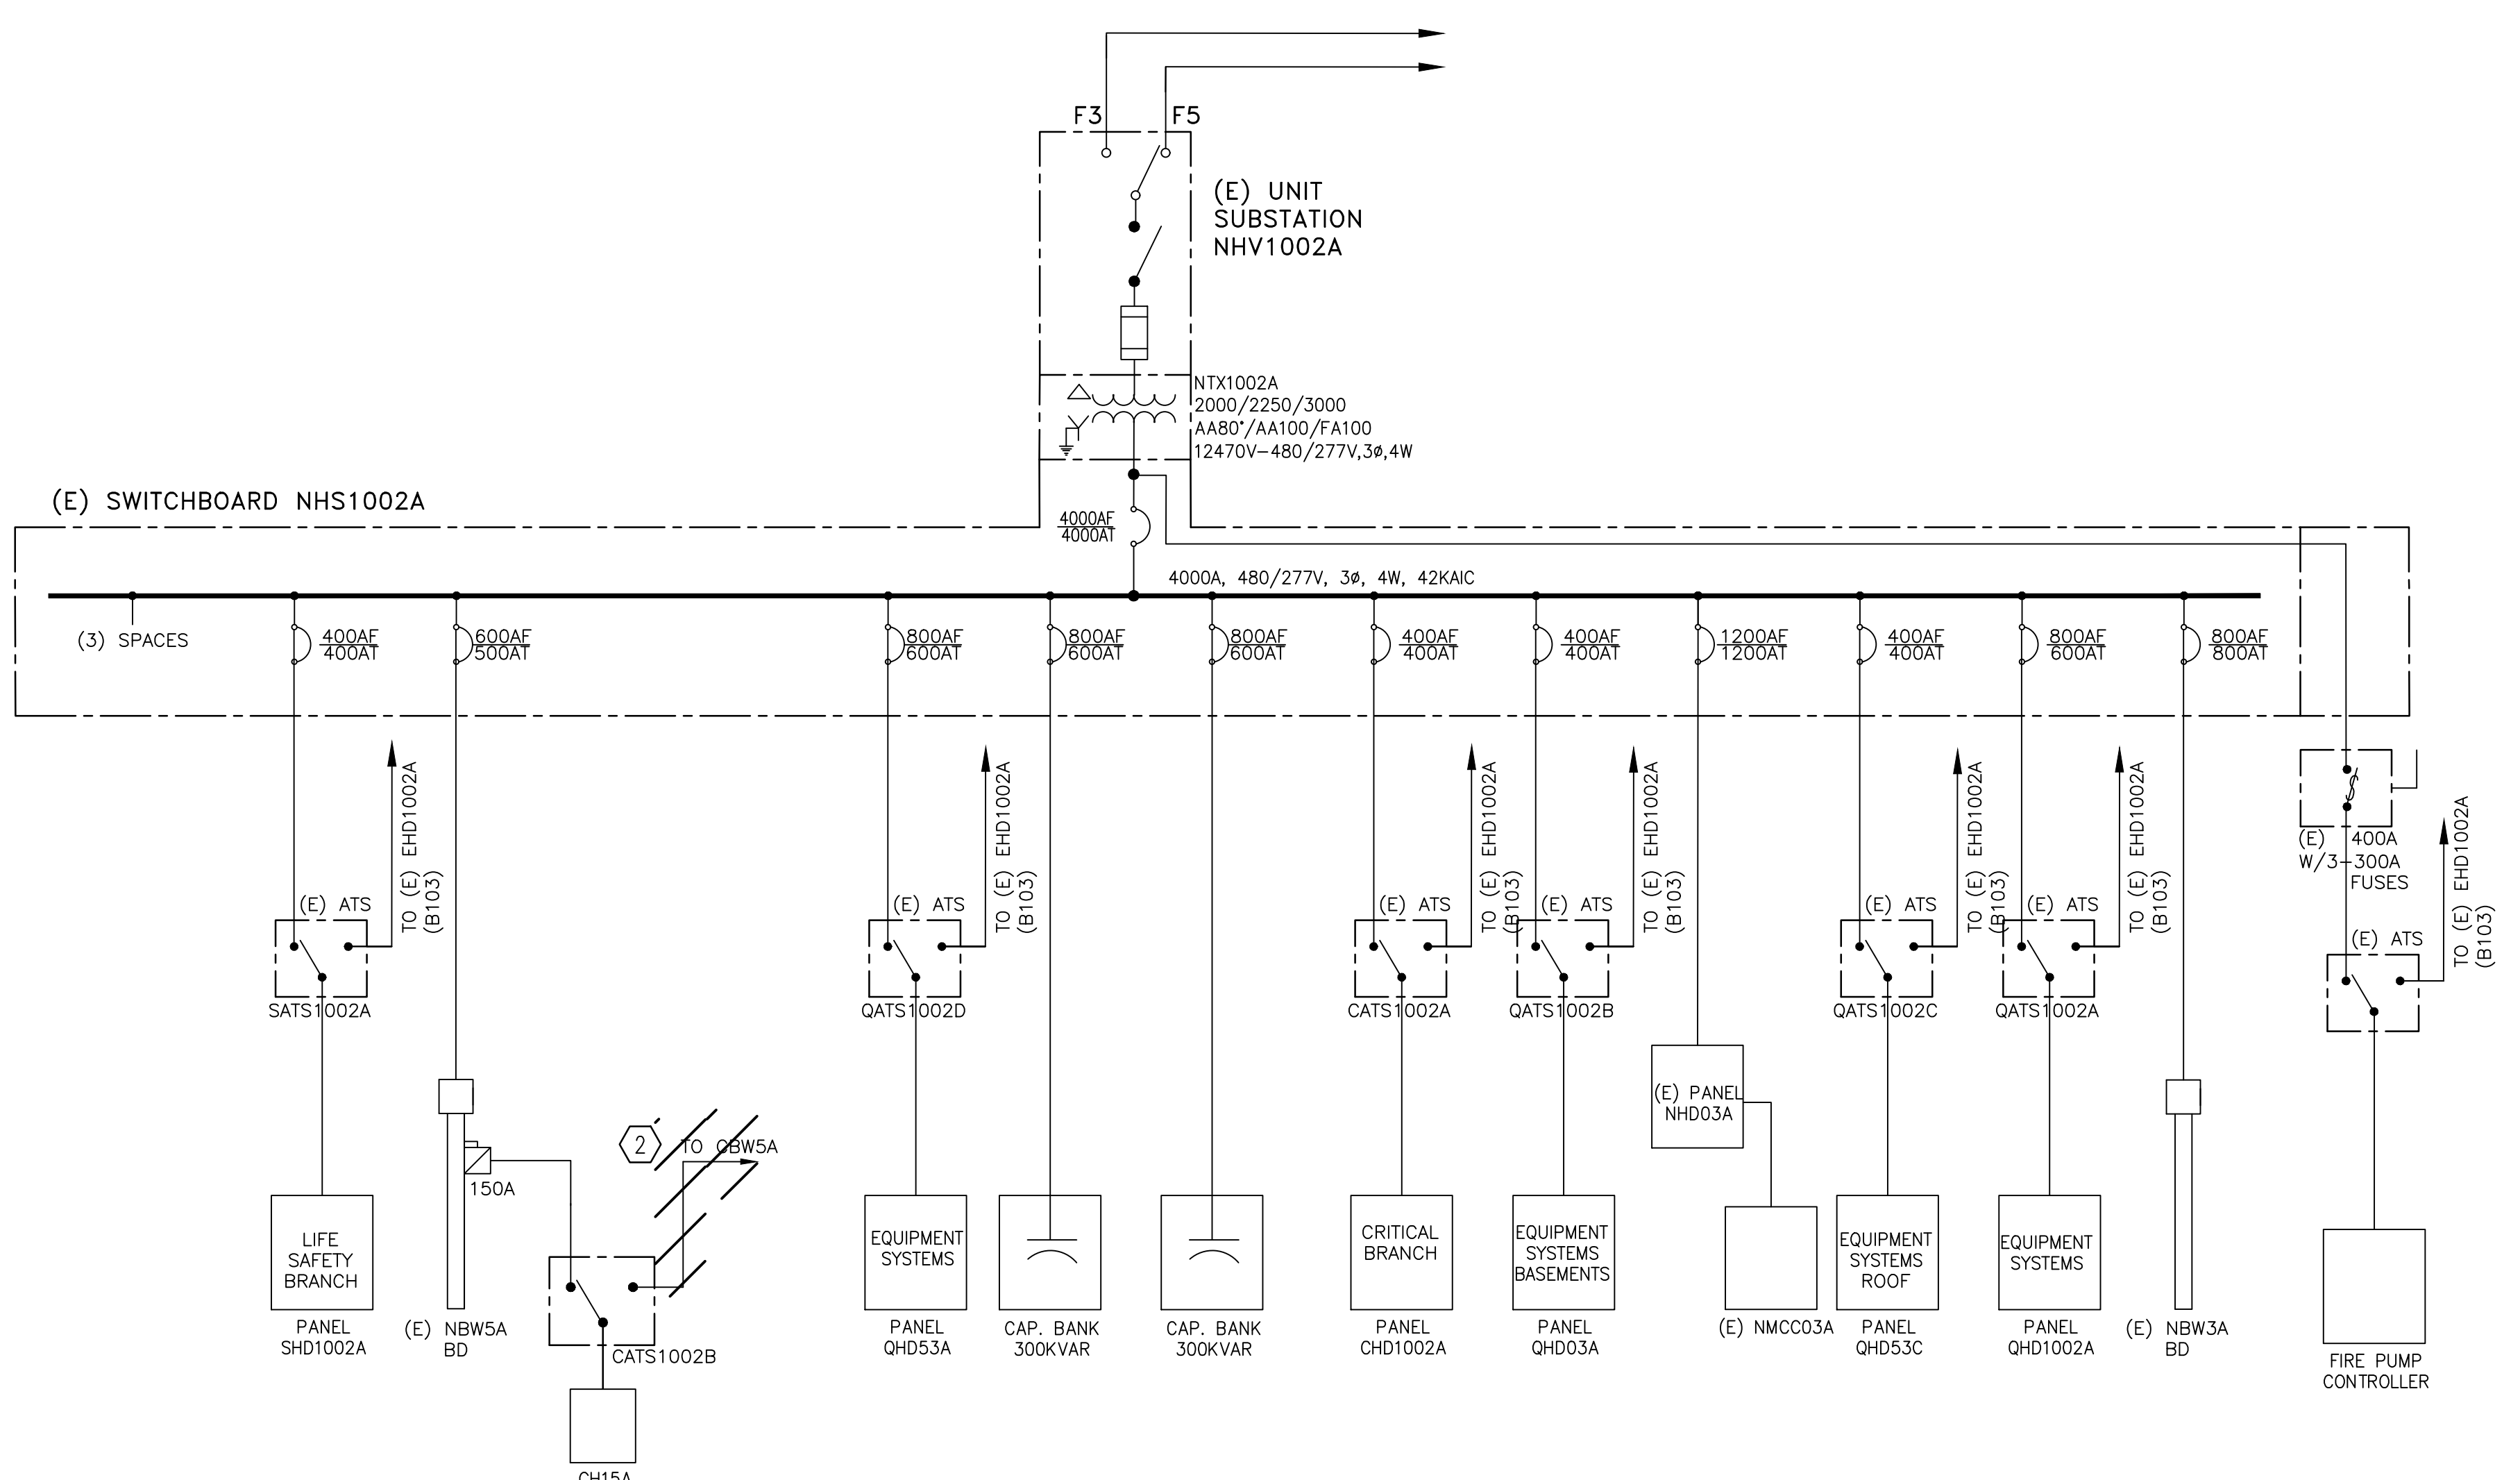 F3
F5
(E) UNIT
SUBSTATION
NHV1002A
NTX1002A
2000/2250/3000
AA80°/AA100/FA100
12470V-480/277V,3ø,4W
(E) SWITCHBOARD NHS1002A
4000AF
4000AT
4000A, 480/277V, 3ø, 4W, 42KAIC
(3) SPACES
400AF
400AT
600AF
500AT
800AF
600AT
800AF
600AT
800AF
600AT
400AF
400AT
400AF
400AT
1200AF
1200AT
400AF
400AT
800AF
600AT
800AF
800AT
TO (E) EHD1002A
(B103)
TO (E) EHD1002A
(B103)
TO (E) EHD1002A
(B103)
TO (E) EHD1002A
(B103)
TO (E) EHD1002A
(B103)
TO (E) EHD1002A
(B103)
(E) 400A
W/3-300A
FUSES
TO (E) EHD1002A
(B103)
(E) ATS
(E) ATS
(E) ATS
(E) ATS
(E) ATS
(E) ATS
(E) ATS
SATS1002A
QATS1002D
CATS1002A
QATS1002B
QATS1002C
QATS1002A
(E) PANEL
NHD03A
2
TO CBW5A
150A
LIFE
SAFETY
BRANCH
EQUIPMENT
SYSTEMS
CRITICAL
BRANCH
EQUIPMENT
SYSTEMS
BASEMENTS
EQUIPMENT
SYSTEMS
ROOF
EQUIPMENT
SYSTEMS
PANEL
SHD1002A
(E) NBW5A
BD
CATS1002B
PANEL
QHD53A
CAP. BANK
300KVAR
CAP. BANK
300KVAR
PANEL
CHD1002A
PANEL
QHD03A
(E) NMCC03A
PANEL
QHD53C
PANEL
QHD1002A
(E) NBW3A
BD
FIRE PUMP
CONTROLLER
CH15A